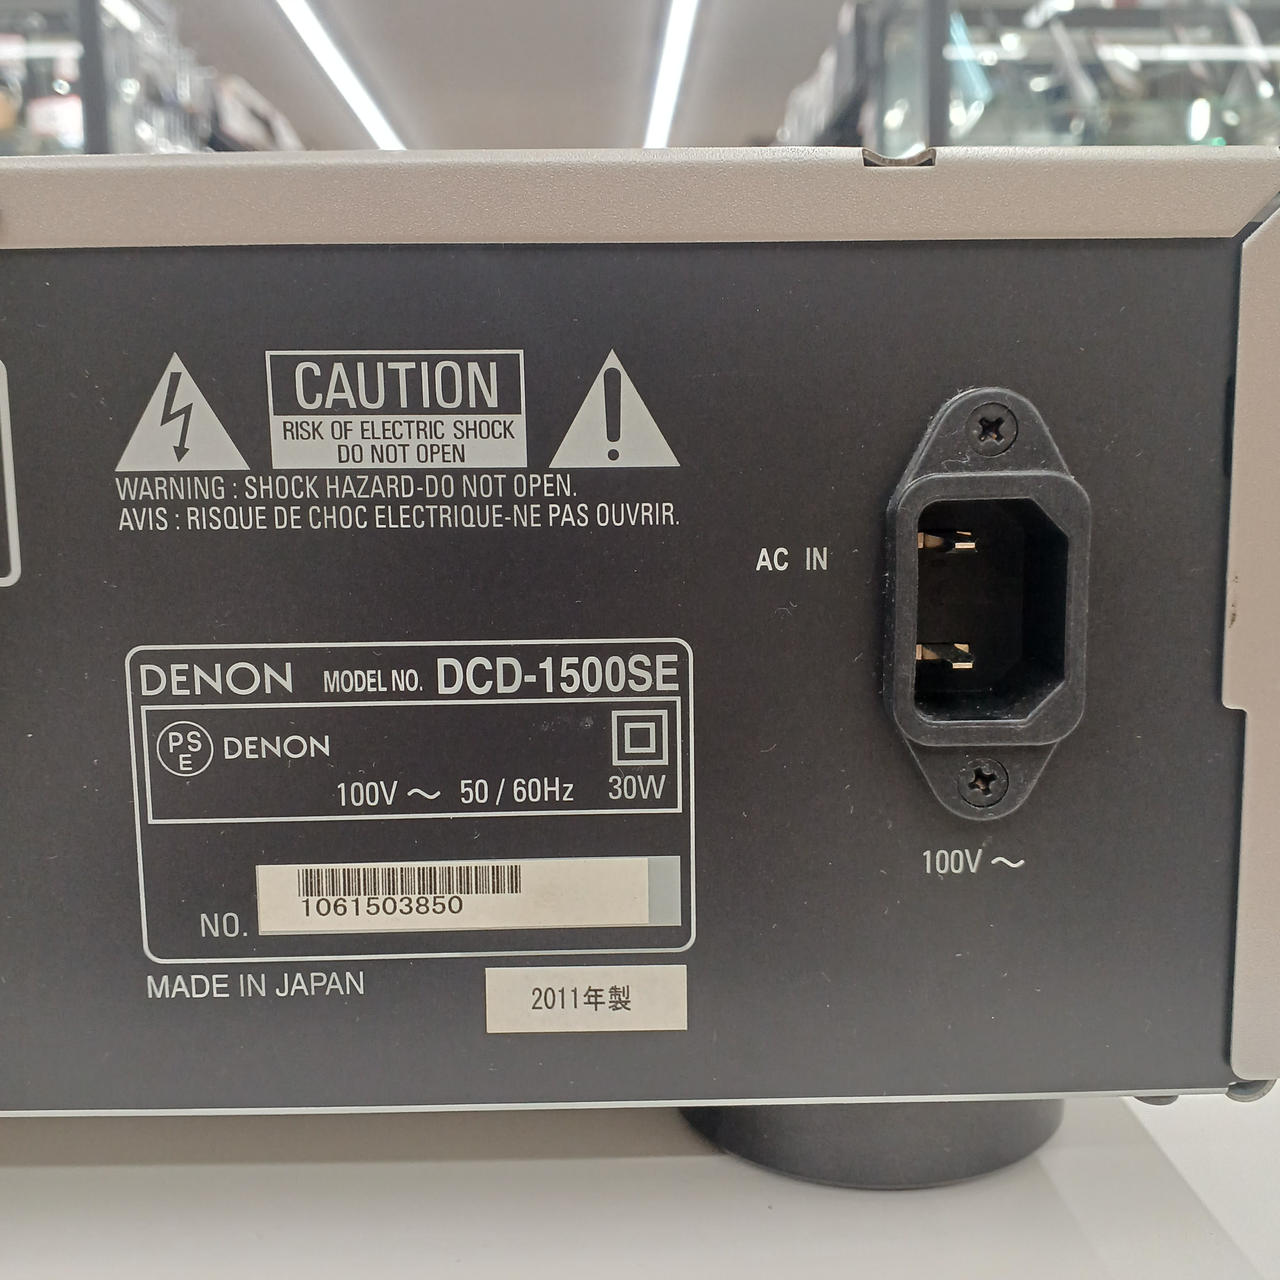 CAUTION
RISK OF ELECTRIC SHOCK
DO NOT OPEN
WARNING : SHOCK HAZARD-DO NOT OPEN.
AVIS : RISQUE DE CHOC ELECTRIQUE-NE PAS OUVRIR.
AC IN
DENON MODEL NO. DCD-1500SE
PS
E
DENON
100V ～ 50 / 60Hz 30W
100V ～
1061503850
NO.
MADE IN JAPAN
2011年製